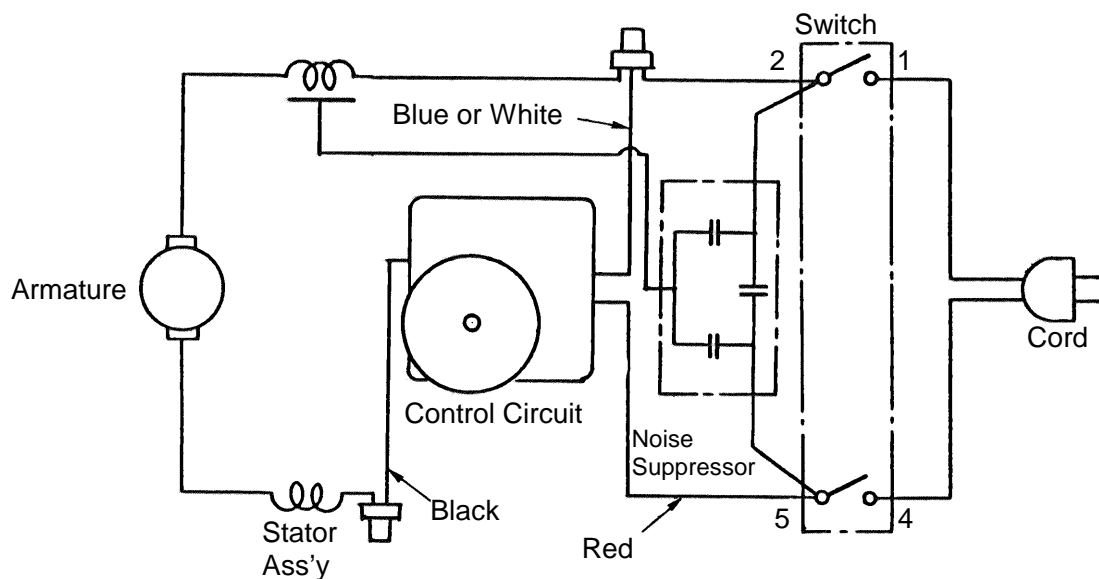 Switch
2
1
Blue or White
Armature
Cord
Control Circuit
Noise
Suppressor
Black
5
4
Stator
Ass'y
Red